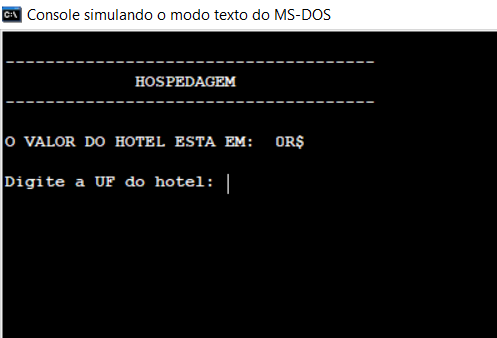 Console simulando o modo texto do MS-DOS
-------------------------------------
HOSPEDAGEM
-------------------------------------
O VALOR DO HOTEL ESTA EM:  0R$
Digite a UF do hotel: